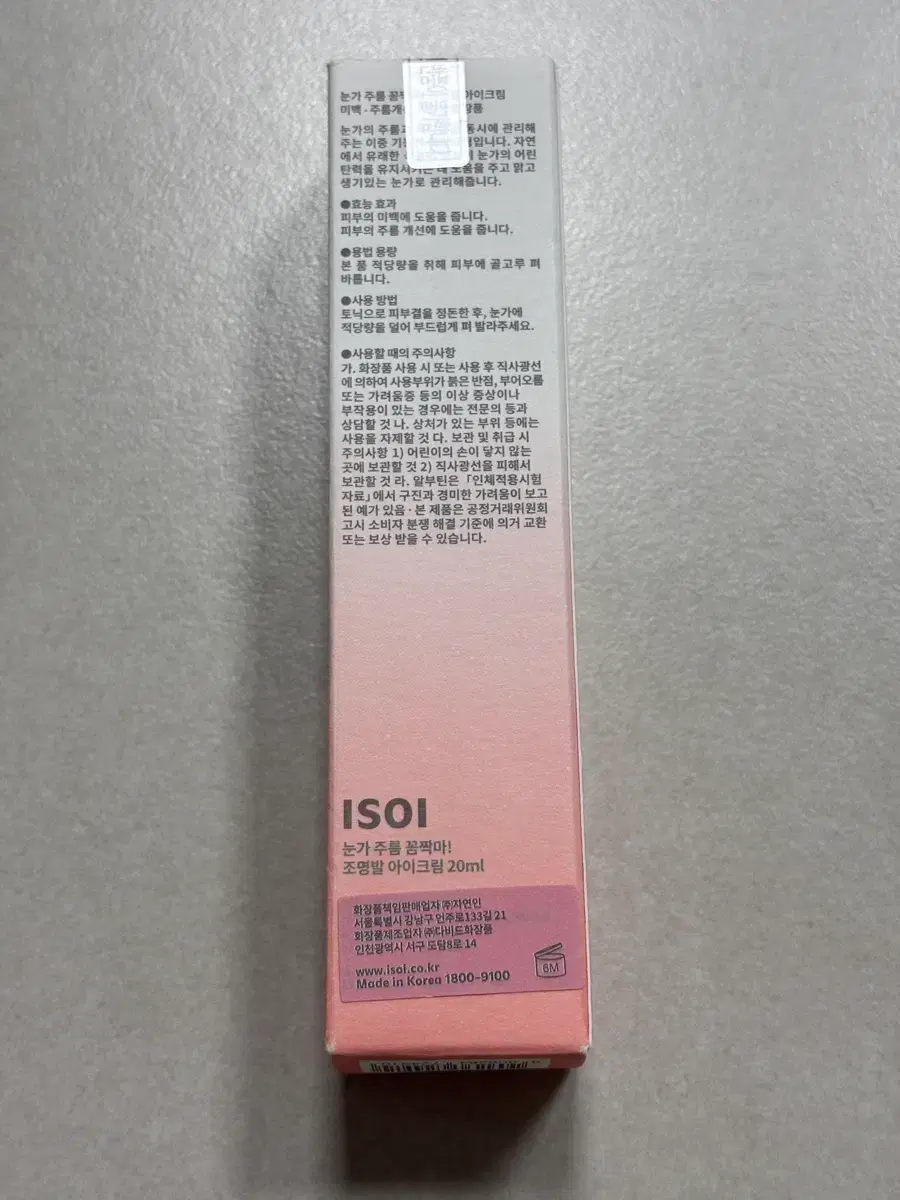 눈가 주름 아이크림
미백 · 
눈가의 주름 동시에 관리해
주는 이중 자연
에서 유래한 눈가의 어린
탄력을 도움을 주고 맑고
생기있는 눈가로 관리해줍니다.
●효능 효과
피부의 미백에 도움을 줍니다.
피부의 주름 개선에 도움을 줍니다.
●용법 용량
본 품 적당량을 취해 피부에 골고루 펴
바릅니다.
●사용 방법
토닉으로 피부결을 정돈한 후, 눈가에
적당량을 덜어 부드럽게 펴 발라주세요.
●사용할 때의 주의사항
가. 화장품 사용 시 또는 사용 후 직사광선
에 의하여 사용부위가 붉은 반점, 부어오름
또는 가려움증 등의 이상 증상이나
부작용이 있는 경우에는 전문의 등과
상담할 것 나. 상처가 있는 부위 등에는
사용을 자제할 것 다. 보관 및 취급 시
주의사항 1) 어린이의 손이 닿지 않는
곳에 보관할 것 2) 직사광선을 피해서
보관할 것 라. 알부틴은 「인체적용시험
자료」에서 구진과 경미한 가려움이 보고
된 예가 있음 · 본 제품은 공정거래위원회
고시 소비자 분쟁 해결 기준에 의거 교환
또는 보상 받을 수 있습니다.
ISOI
눈가 주름 꼼짝마!
조명발 아이크림 20ml
화장품책임판매업자 ㈜자연인
서울특별시 강남구 언주로133길 21
화장품제조업자 ㈜다비드화장품
인천광역시 서구 도담8로 14
www.isoi.co.kr
Made in Korea 1800-9100
6M